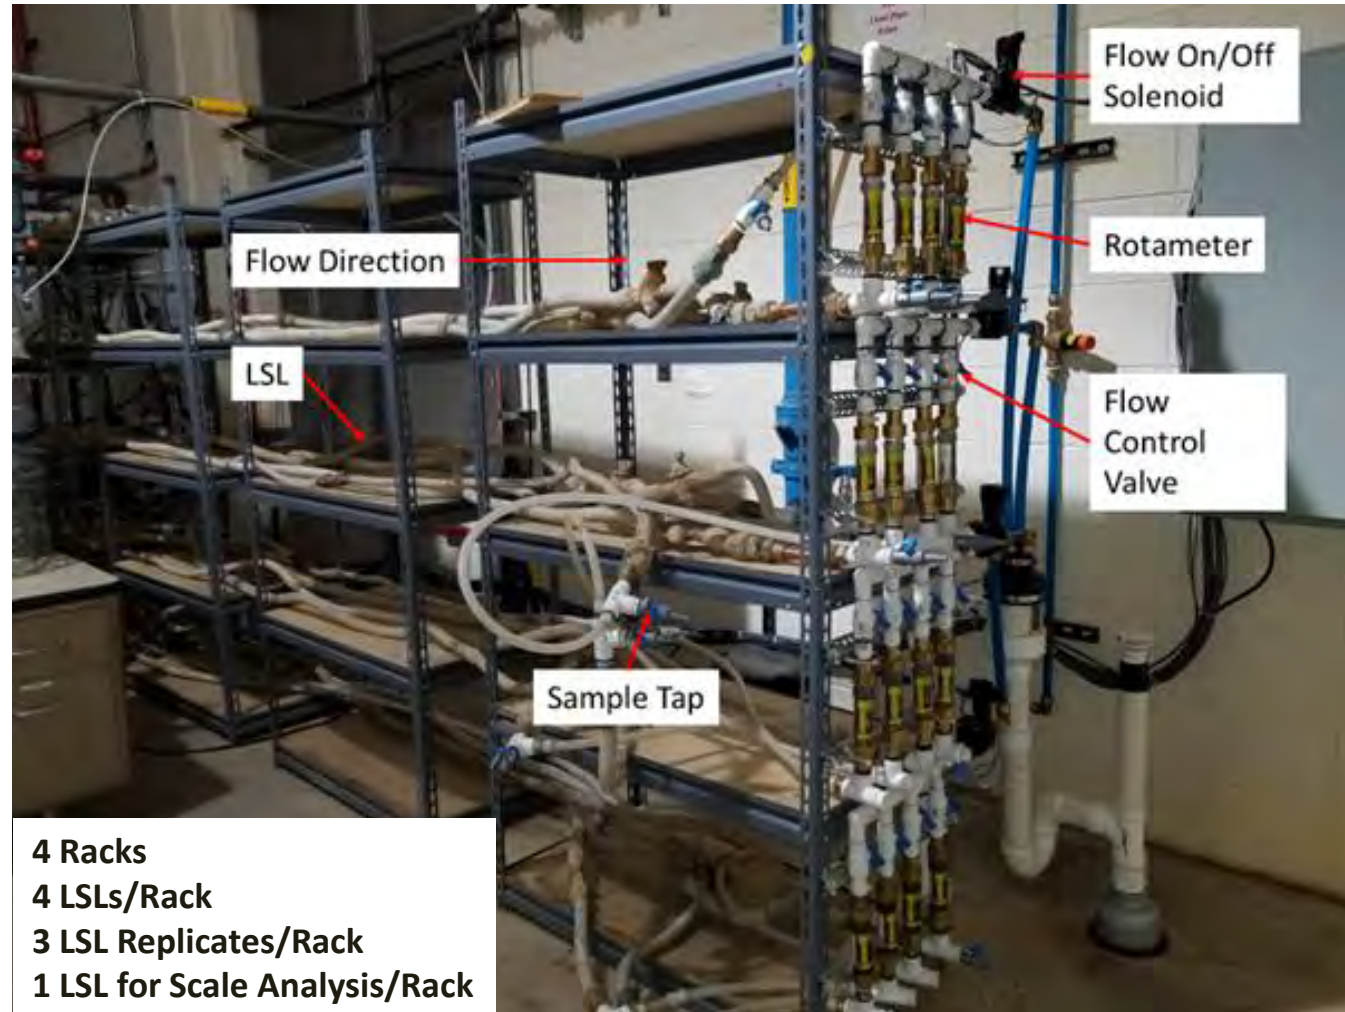 Flow On/Off
Solenoid
Flow Direction
Rotameter
LSL
Flow
Control
Valve
Sample Tap
4 Racks
4 LSLs/Rack
3 LSL Replicates/Rack
1 LSL for Scale Analysis/Rack